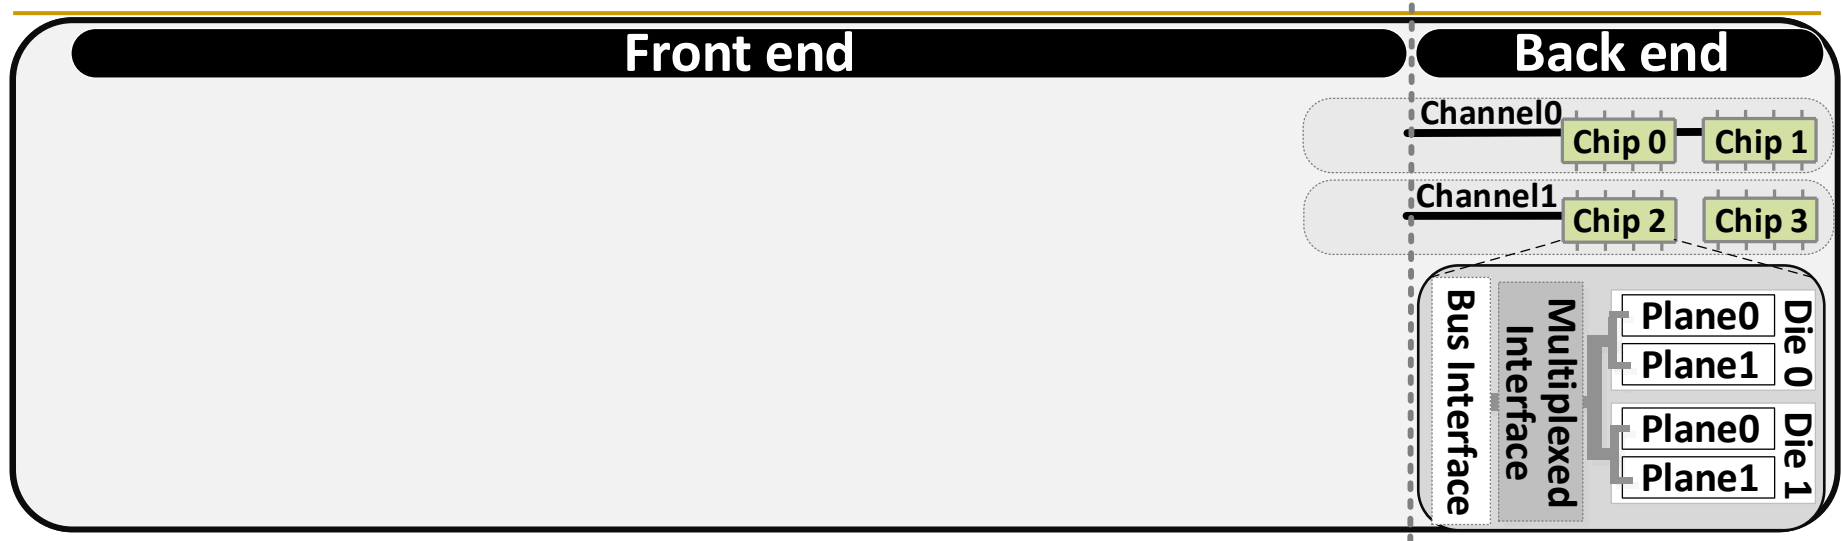 Front end
Back end
Channel0
Chip 0
Chip 1
Channel1
Chip 2
Chip 3
Bus Interface
Multiplexed
Interface
Plane0
Plane1
Die 0
Plane0
Plane1
Die 1